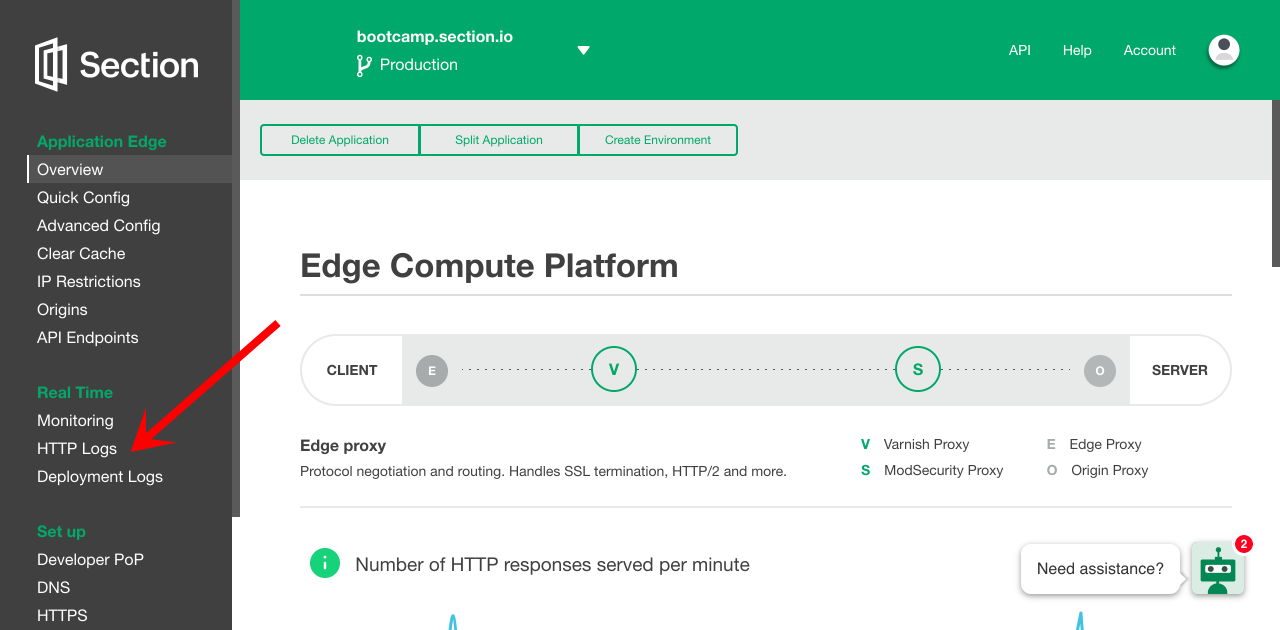 Section
Application Edge
Overview
Quick Config
Advanced Config
Clear Cache
IP Restrictions
Origins
API Endpoints
Real Time
Monitoring
HTTP Logs
Deployment Logs
Set up
Developer PoP
DNS
HTTPS
bootcamp.section.io
Production
API Help Account
Delete Application Split Application Create Environment
Edge Compute Platform
CLIENT E V S O SERVER
Edge proxy
Protocol negotiation and routing. Handles SSL termination, HTTP/2 and more.
V Varnish Proxy E Edge Proxy
S ModSecurity Proxy O Origin Proxy
i Number of HTTP responses served per minute
Need assistance? 2